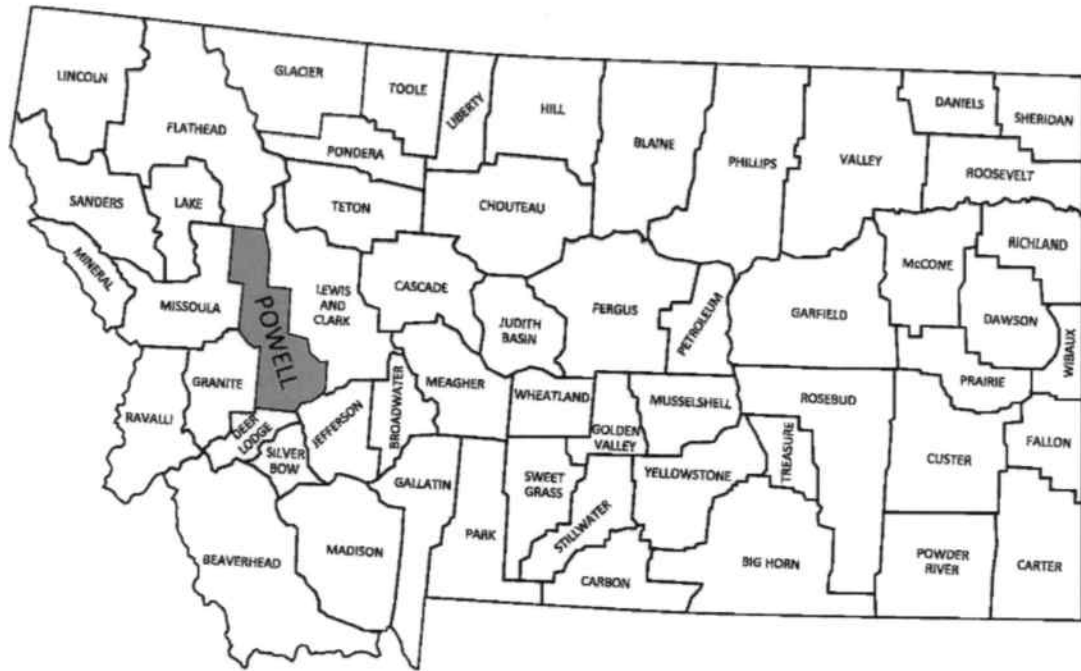 LINCOLN
GLACIER
TOOLE
LIBERTY
HILL
BLAINE
PHILLIPS
VALLEY
DANIELS
SHERIDAN
FLATHEAD
PONDERA
ROOSEVELT
SANDERS
LAKE
TETON
CHOUTEAU
RICHLAND
MINERAL
MISSOULA
POWELL
LEWIS
AND
CLARK
CASCADE
JUDITH
BASIN
FERGUS
PETROLEUM
GARFIELD
McCONE
DAWSON
WIBAUX
RAVALLI
GRANITE
DEER
LODGE
SILVER
BOW
JEFFERSON
BROADWATER
MEAGHER
WHEATLAND
GOLDEN
VALLEY
MUSSELSHELL
ROSEBUD
TREASURE
PRAIRIE
CUSTER
FALLON
BEAVERHEAD
MADISON
GALLATIN
PARK
SWEET
GRASS
STILLWATER
YELLOWSTONE
CARBON
BIG HORN
POWDER
RIVER
CARTER